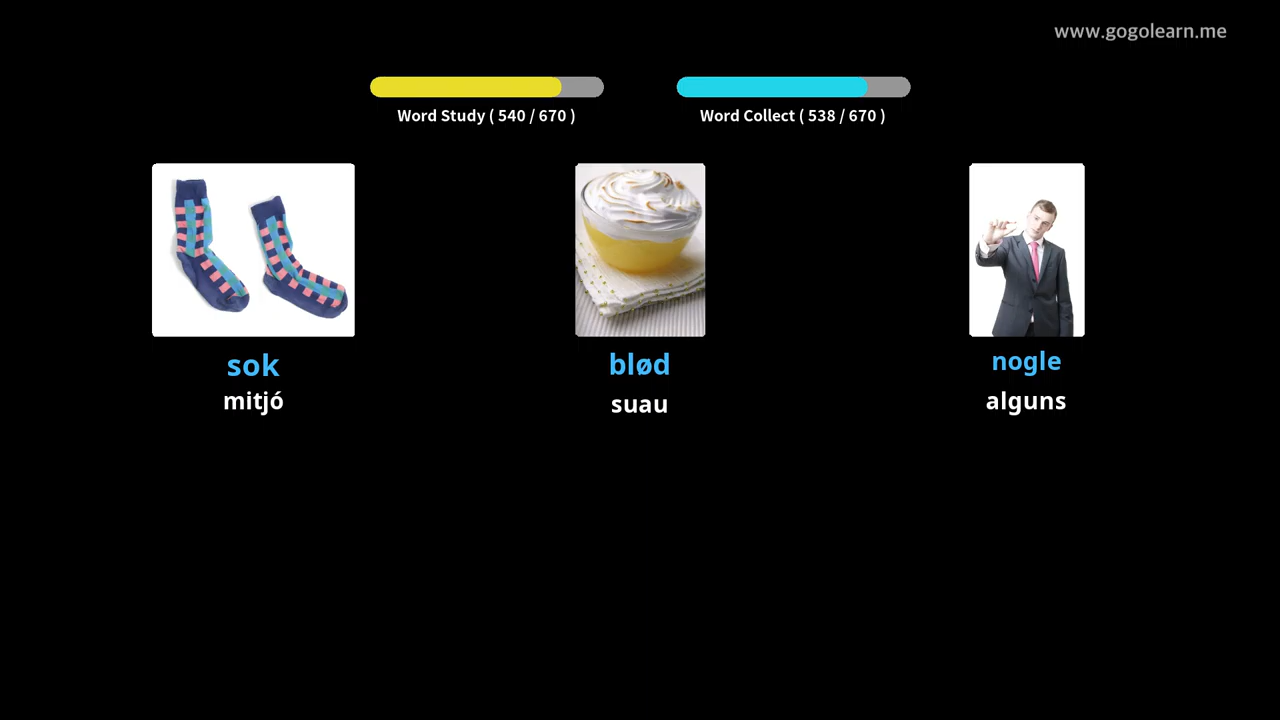 www.gogolearn.me
Word Study ( 540 / 670 )
Word Collect ( 538 / 670 )
sok
mitjó
blød
suau
nogle
alguns